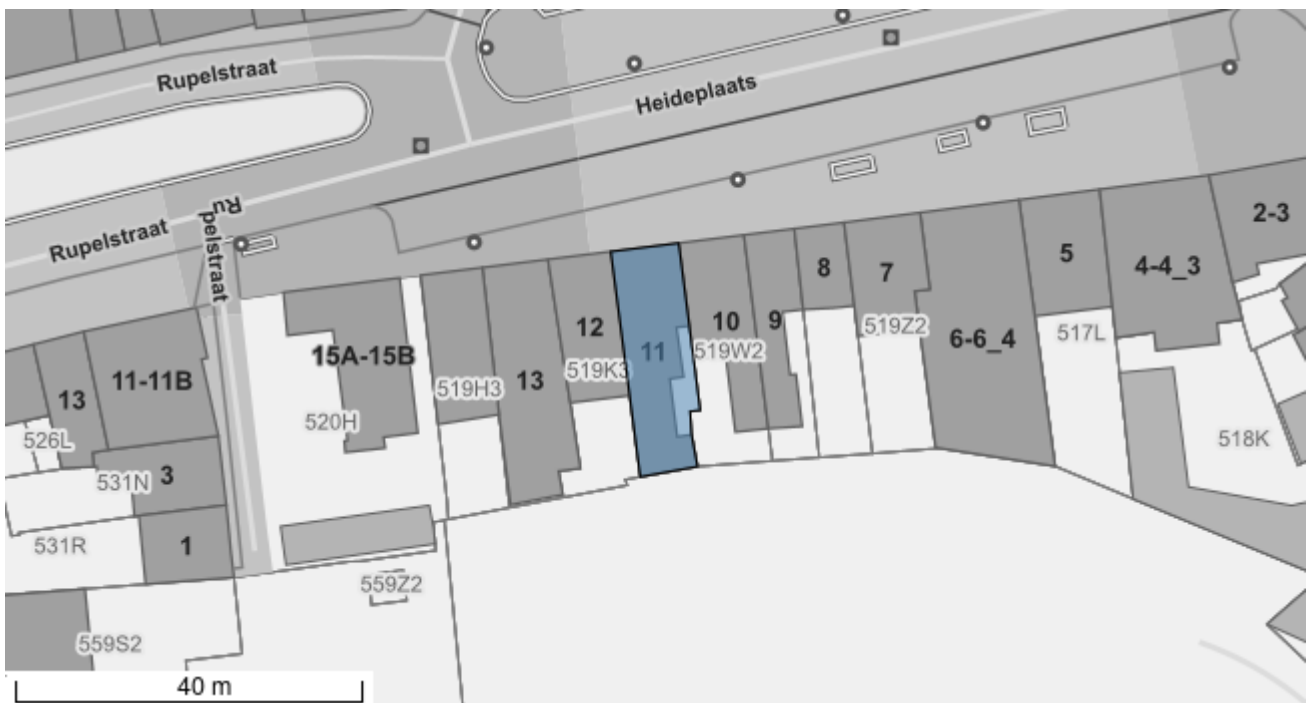 Rupelstraat
Heideplaats
Rupelstraat
Ru
pelstraat
2-3
5
4-4_3
8
7
6-6_4
12
10
9
11
13
11-11B
15A-15B
13
519K3
519W2
519Z2
517L
519H3
520H
518K
526L
531N
3
531R
1
559Z2
559S2
40 m